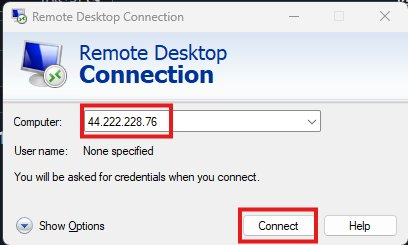 Remote Desktop Connection
Remote Desktop
Connection
Computer: 44.222.228.76
User name: None specified
You will be asked for credentials when you connect.
Show Options Connect Help